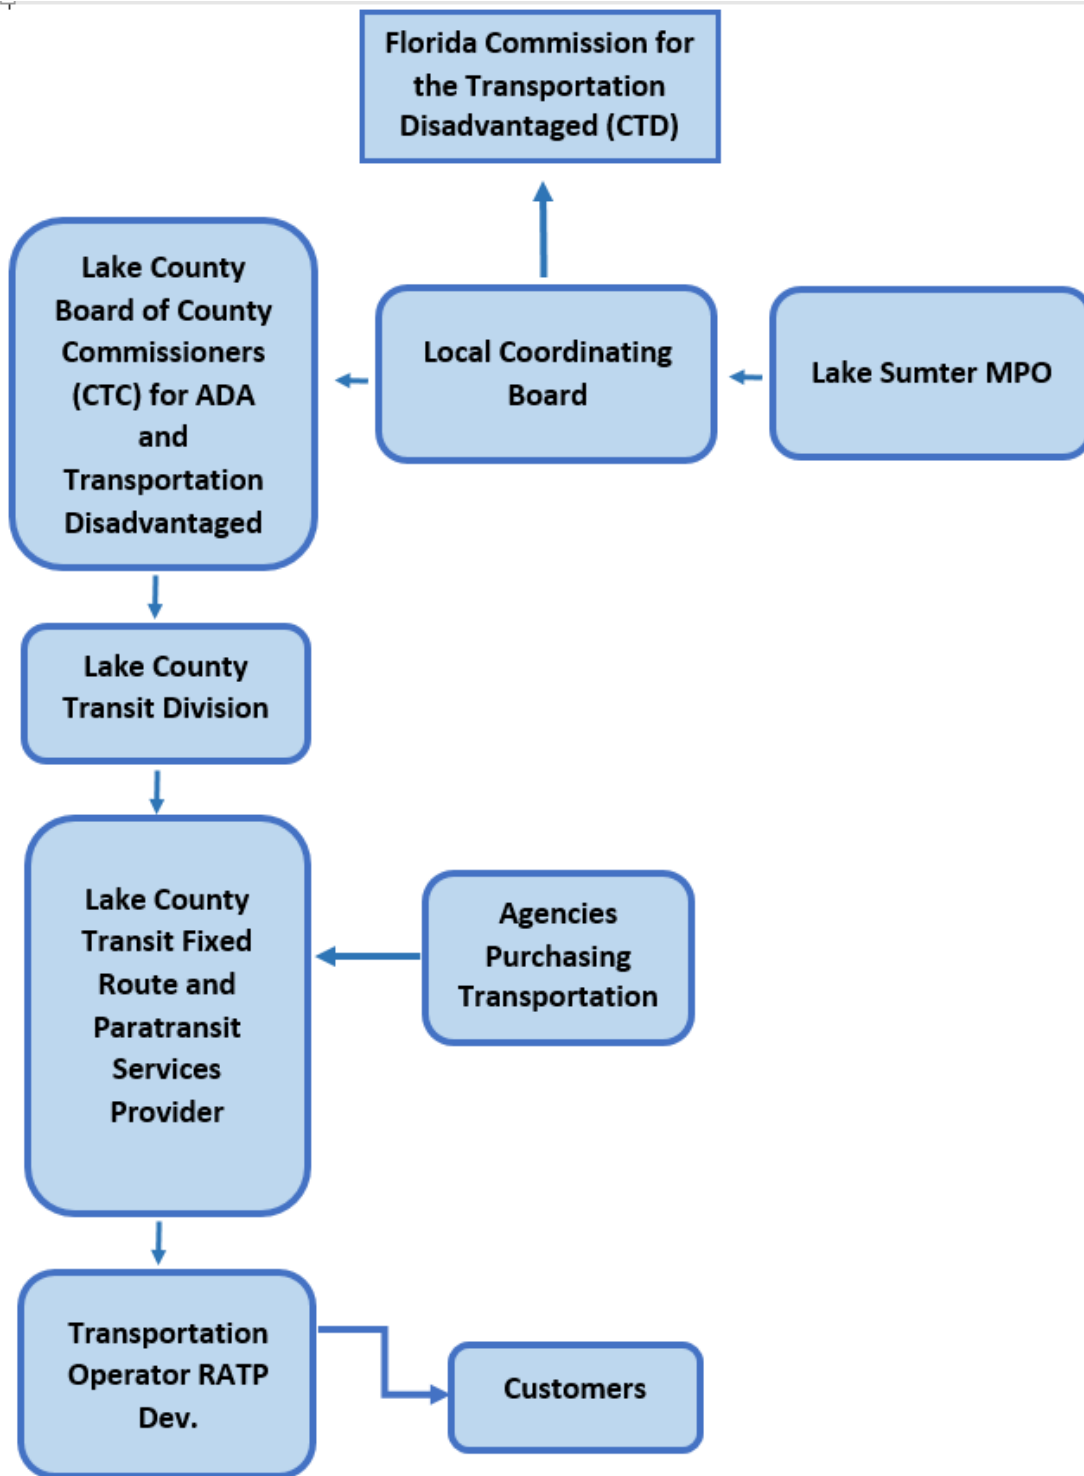 Florida Commission for
the Transportation
Disadvantaged (CTD)
Lake County
Board of County
Commissioners
(CTC) for ADA
and
Transportation
Disadvantaged
Local Coordinating
Board
Lake Sumter MPO
Lake County
Transit Division
Lake County
Transit Fixed
Route and
Paratransit
Services
Provider
Agencies
Purchasing
Transportation
Transportation
Operator RATP
Dev.
Customers